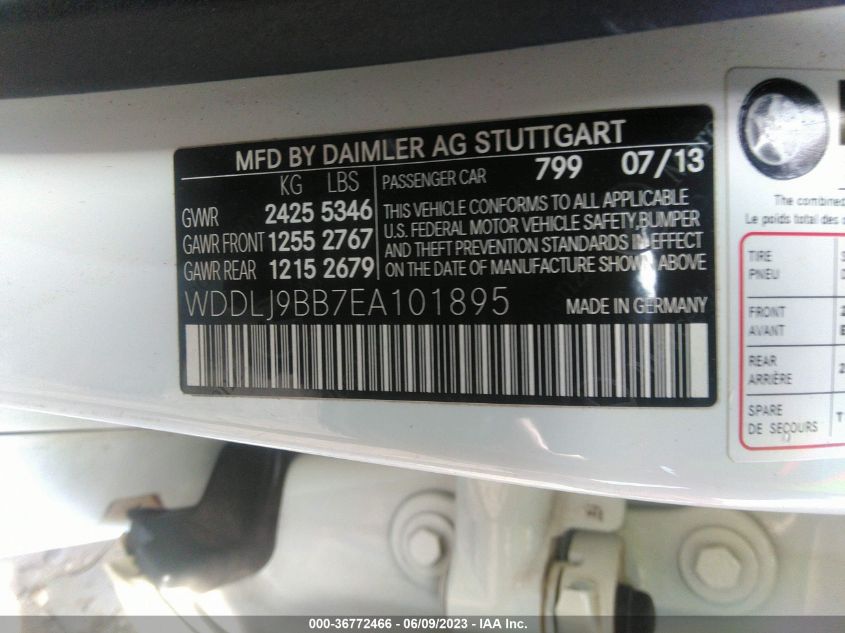 MFD BY DAIMLER AG STUTTGART
KG LBS
GVWR 2425 5346
GAWR FRONT 1255 2767
GAWR REAR 1215 2679
PASSENGER CAR 799 07/13
THIS VEHICLE CONFORMS TO ALL APPLICABLE
U.S. FEDERAL MOTOR VEHICLE SAFETY, BUMPER
AND THEFT PREVENTION STANDARDS IN EFFECT
ON THE DATE OF MANUFACTURE SHOWN ABOVE
WDDLJ9BB7EA101895 MADE IN GERMANY
The combined
Le poids total des
TIRE
PNEU
FRONT
AVANT
REAR
ARRIÈRE
SPARE
DE SECOURS
000-36772466 - 06/09/2023 - IAA Inc.